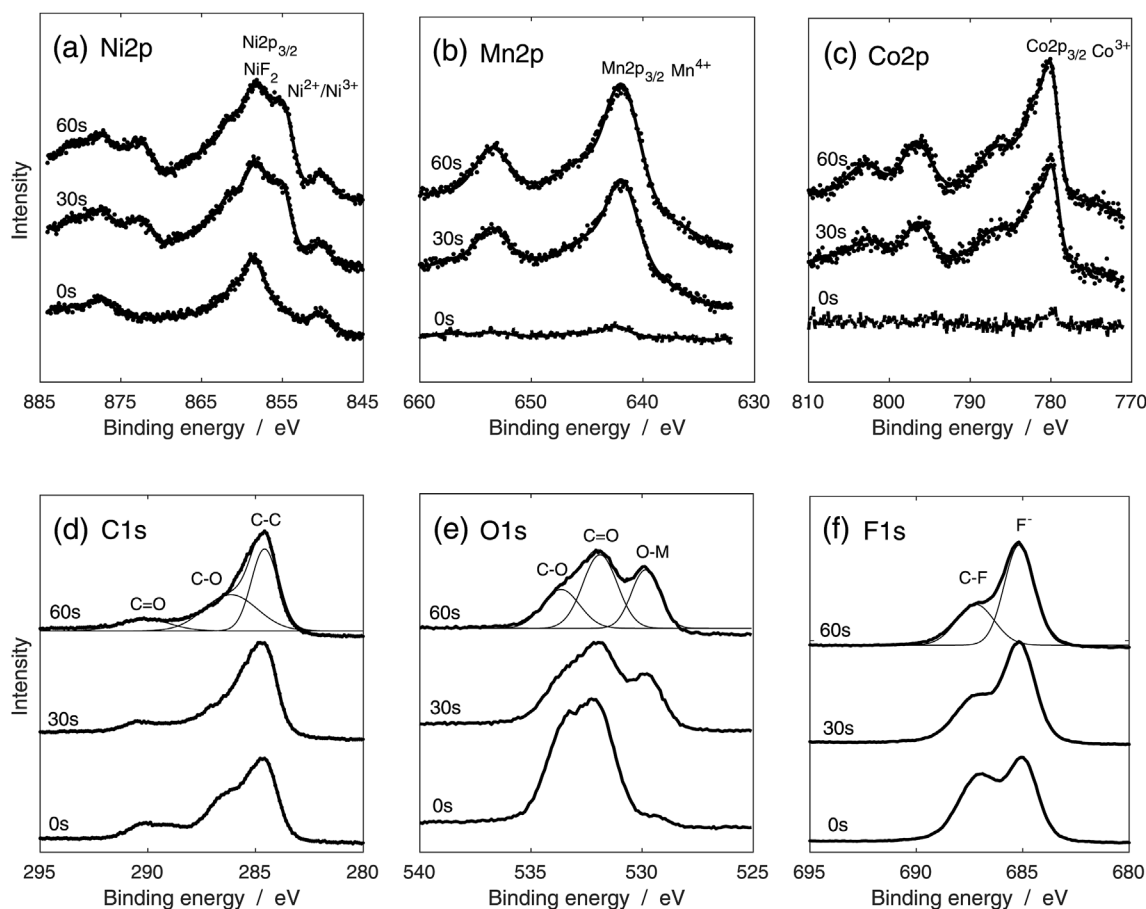 (a) Ni2p
Ni2p3/2
NiF2
Ni2+/Ni3+
60s
30s
0s
Intensity
885 875 865 855 845
Binding energy / eV
(b) Mn2p
Mn2p3/2 Mn4+
60s
30s
0s
660 650 640 630
Binding energy / eV
(c) Co2p
Co2p3/2 Co3+
60s
30s
0s
810 800 790 780 770
Binding energy / eV
(d) C1s
C-C
C-O
C=O
60s
30s
0s
Intensity
295 290 285 280
Binding energy / eV
(e) O1s
C=O
C-O
O-M
60s
30s
0s
540 535 530 525
Binding energy / eV
(f) F1s
F-
C-F
60s
30s
0s
695 690 685 680
Binding energy / eV